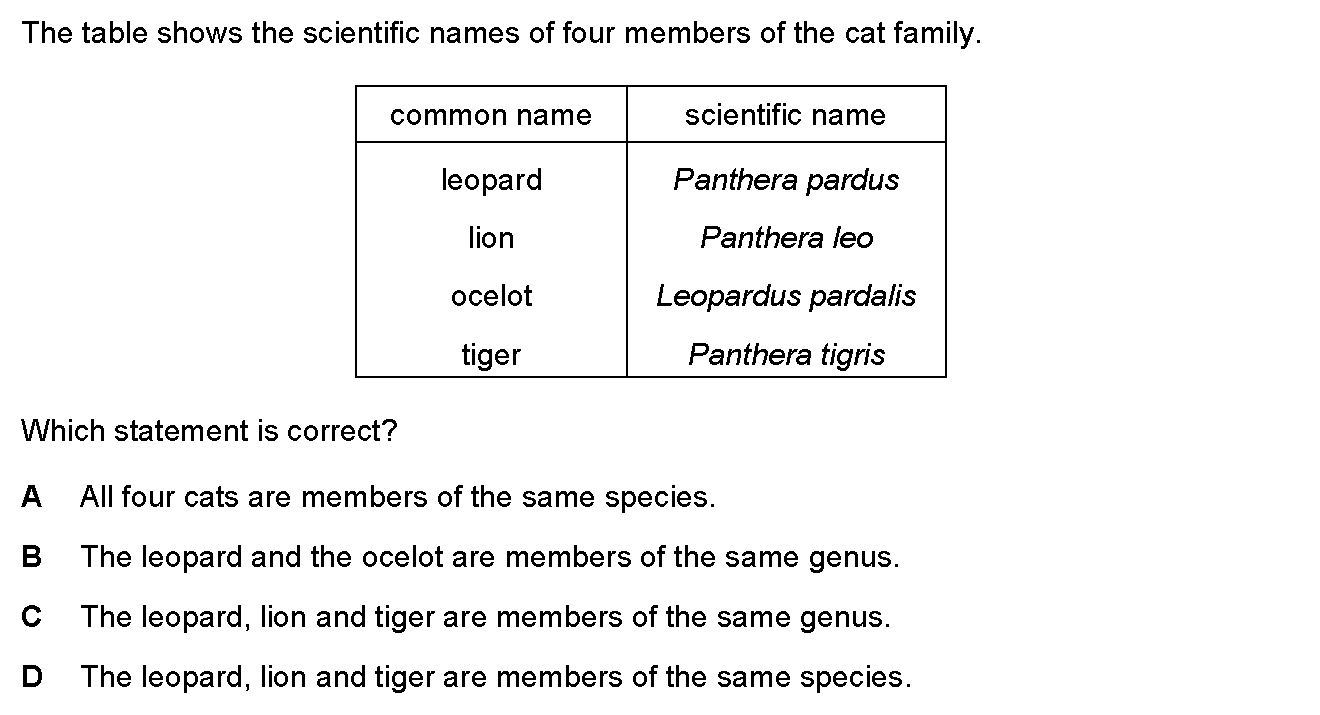 The table shows the scientific names of four members of the cat family.
common name scientific name
leopard Panthera pardus
lion Panthera leo
ocelot Leopardus pardalis
tiger Panthera tigris
Which statement is correct?
A All four cats are members of the same species.
B The leopard and the ocelot are members of the same genus.
C The leopard, lion and tiger are members of the same genus.
D The leopard, lion and tiger are members of the same species.